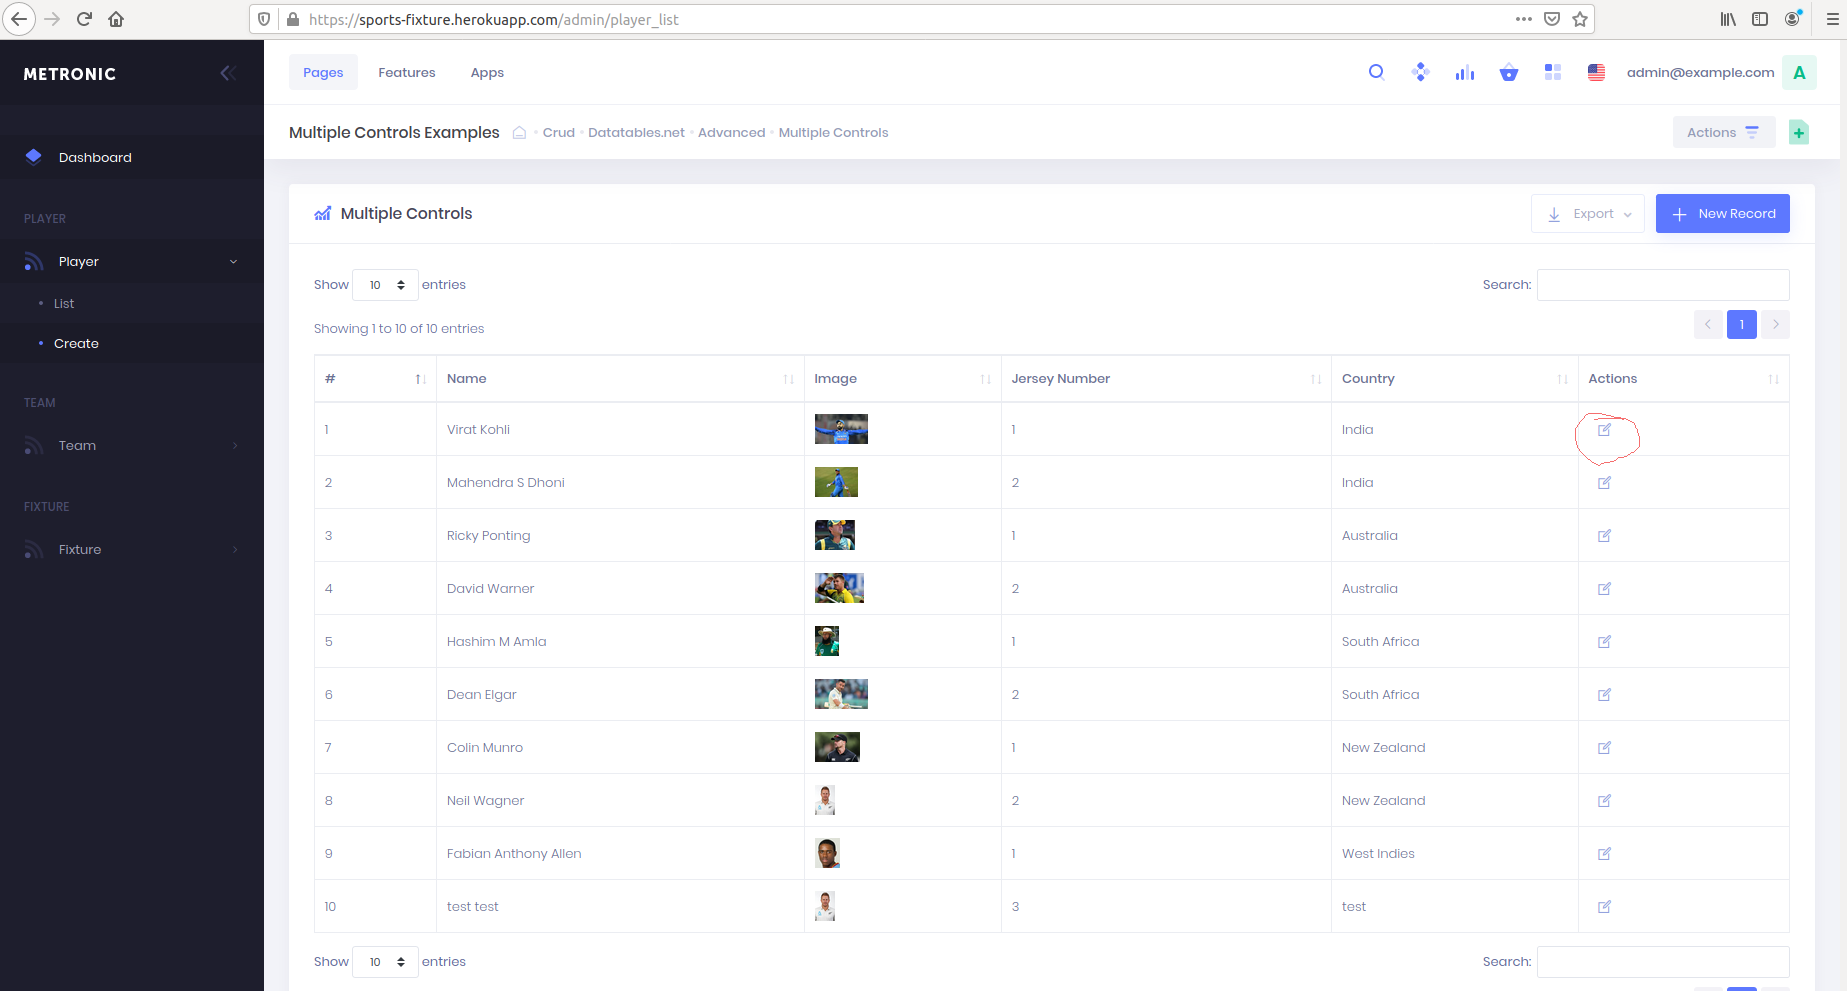 https://sports-fixture.herokuapp.com/admin/player_list
METRONIC
Pages Features Apps
admin@example.com A
Multiple Controls Examples Crud Datatables.net Advanced Multiple Controls
Actions
Dashboard
PLAYER
Player
List
Create
TEAM
Team
FIXTURE
Fixture
Multiple Controls
Export New Record
Show 10 entries Search:
Showing 1 to 10 of 10 entries 1
# Name Image Jersey Number Country Actions
1 Virat Kohli 1 India
2 Mahendra S Dhoni 2 India
3 Ricky Ponting 1 Australia
4 David Warner 2 Australia
5 Hashim M Amla 1 South Africa
6 Dean Elgar 2 South Africa
7 Colin Munro 1 New Zealand
8 Neil Wagner 2 New Zealand
9 Fabian Anthony Allen 1 West Indies
10 test test 3 test
Show 10 entries Search: